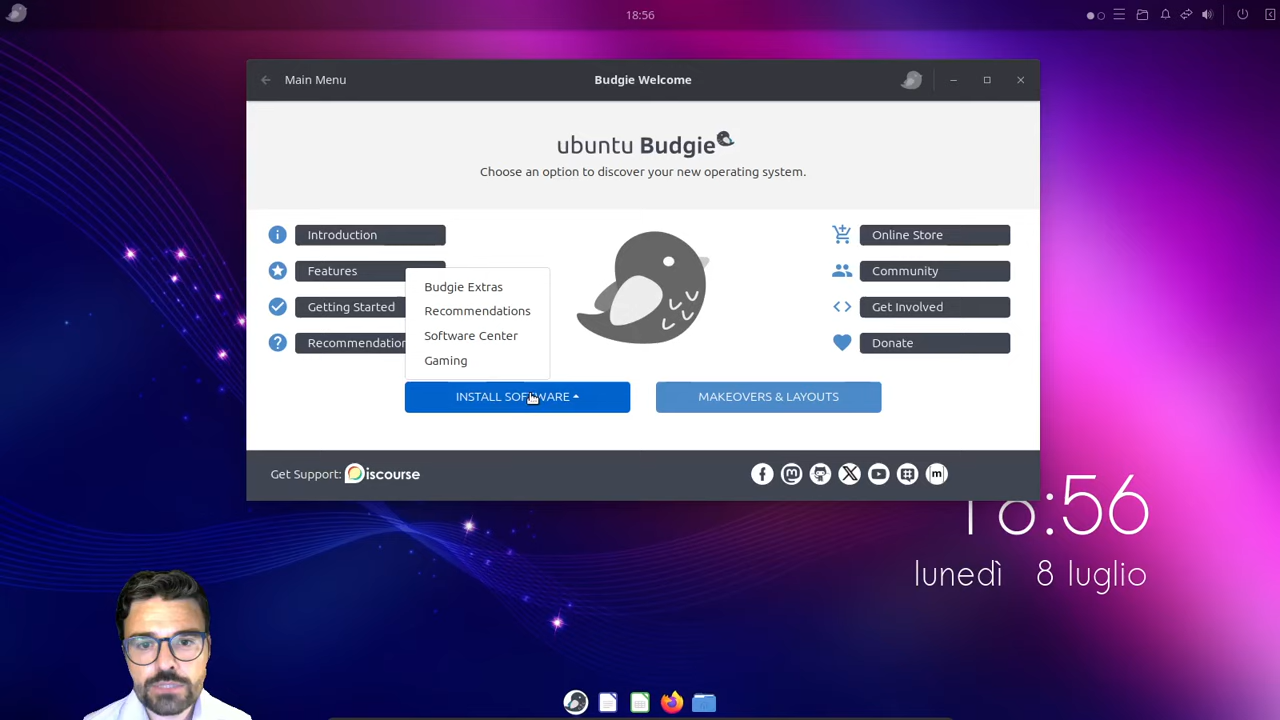 18:56
Main Menu
Budgie Welcome
ubuntu Budgie
Choose an option to discover your new operating system.
Introduction
Features
Getting Started
Recommendation
Budgie Extras
Recommendations
Software Center
Gaming
Online Store
Community
Get Involved
Donate
INSTALL SOFTWARE
MAKEOVERS & LAYOUTS
Get Support: iscourse
18:56
lunedì 8 luglio